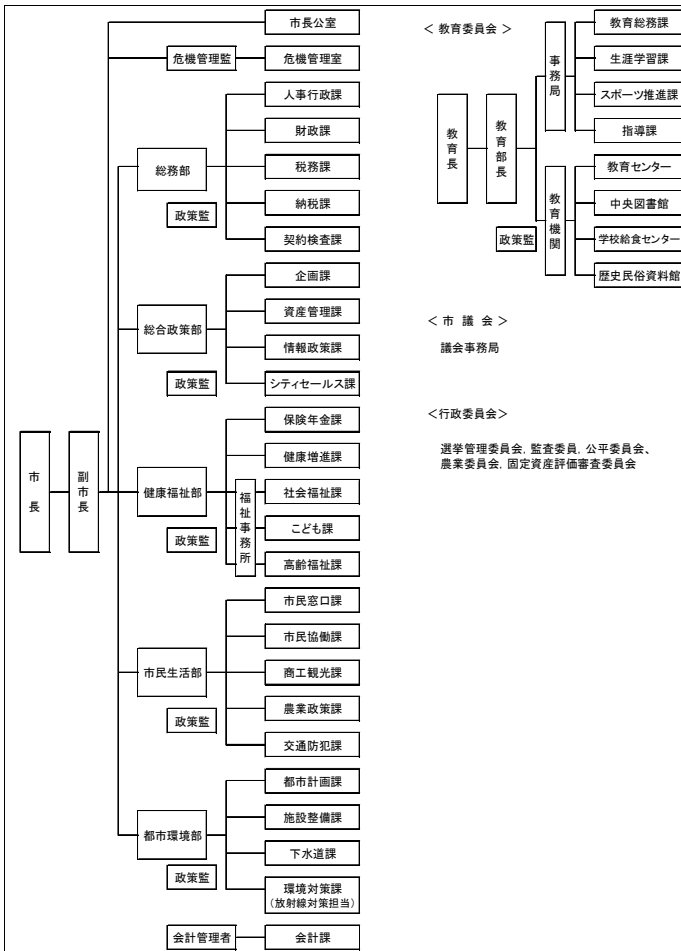 市長
副市長
市長公室
危機管理監
危機管理室
総務部
政策監
人事行政課
財政課
税務課
納税課
契約検査課
総合政策部
政策監
企画課
資産管理課
情報政策課
シティセールス課
健康福祉部
政策監
保険年金課
健康増進課
福祉事務所
社会福祉課
こども課
高齢福祉課
市民生活部
政策監
市民窓口課
市民協働課
商工観光課
農業政策課
交通防犯課
都市環境部
政策監
都市計画課
施設整備課
下水道課
環境対策課
(放射線対策担当)
会計管理者
会計課
＜教育委員会＞
教育長
教育部長
政策監
事務局
教育総務課
生涯学習課
スポーツ推進課
指導課
教育機関
教育センター
中央図書館
学校給食センター
歴史民俗資料館
＜市議会＞
議会事務局
＜行政委員会＞
選挙管理委員会，監査委員，公平委員会、
農業委員会，固定資産評価審査委員会